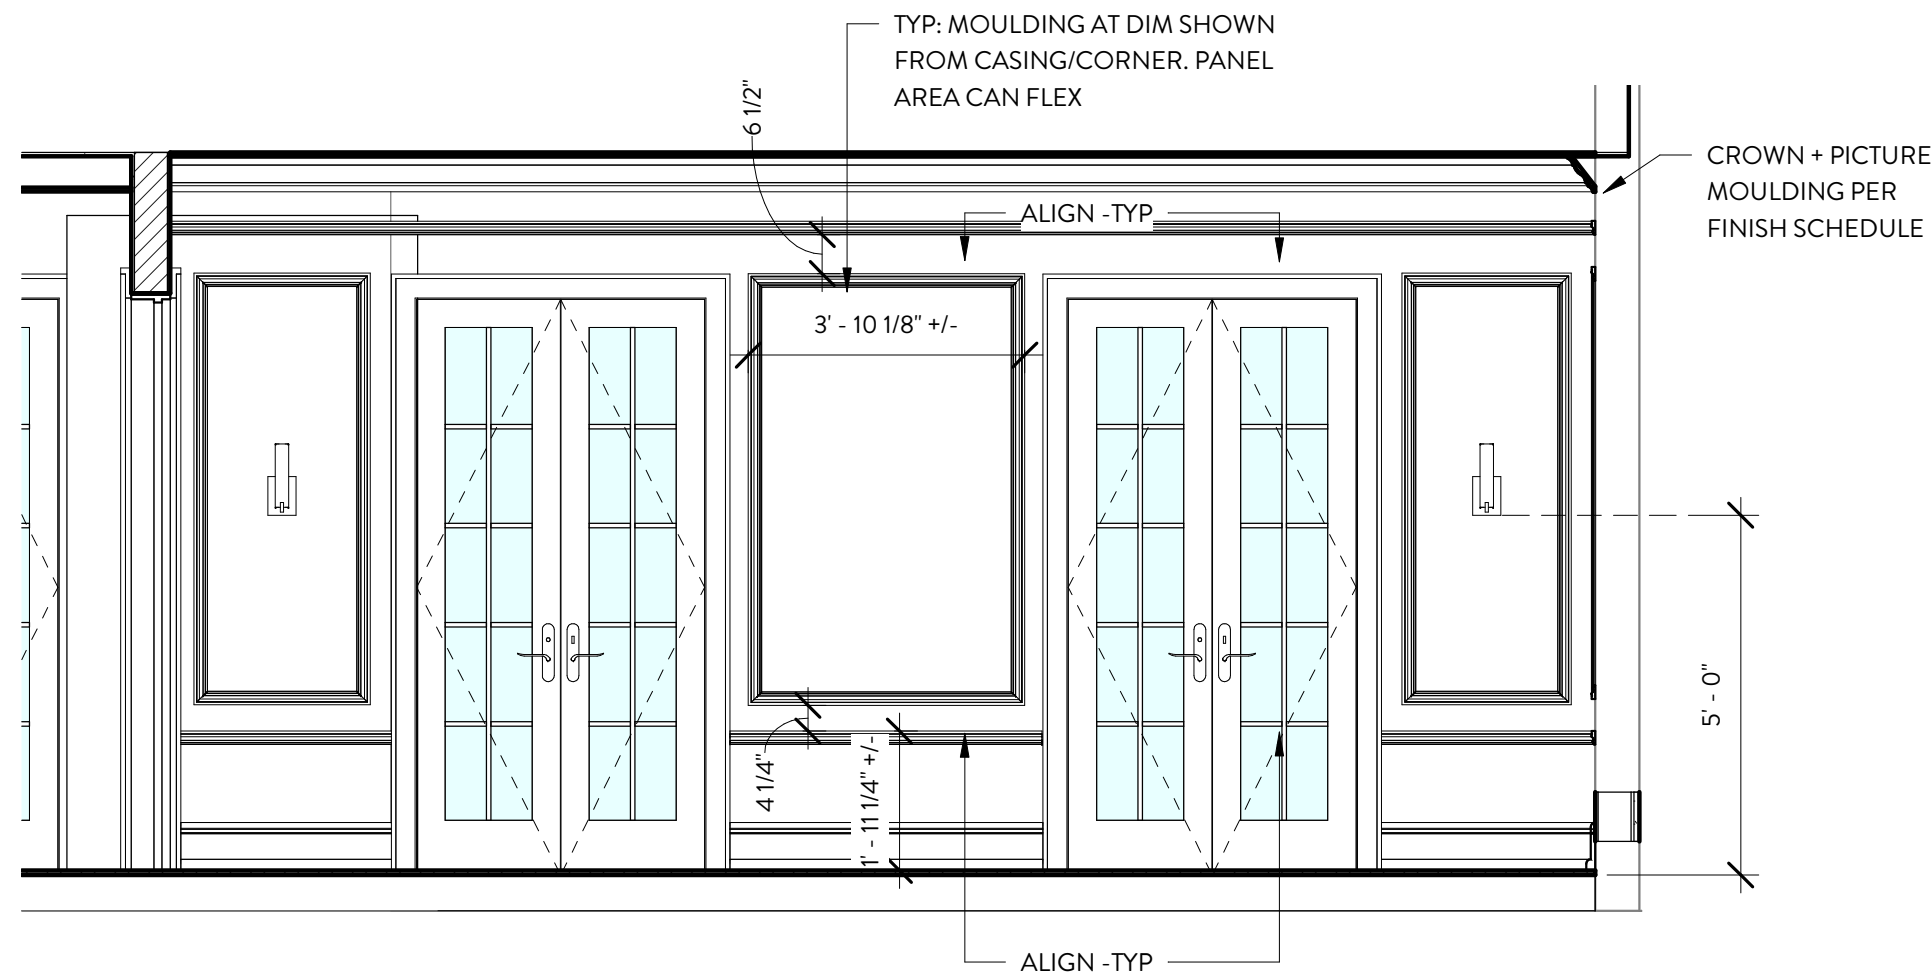 TYP: MOULDING AT DIM SHOWN
FROM CASING/CORNER. PANEL
AREA CAN FLEX
6 1/2"
CROWN + PICTURE
MOULDING PER
FINISH SCHEDULE
ALIGN -TYP
3' - 10 1/8" +/-
5' - 0"
4 1/4"
1' - 11 1/4" +/-
ALIGN -TYP